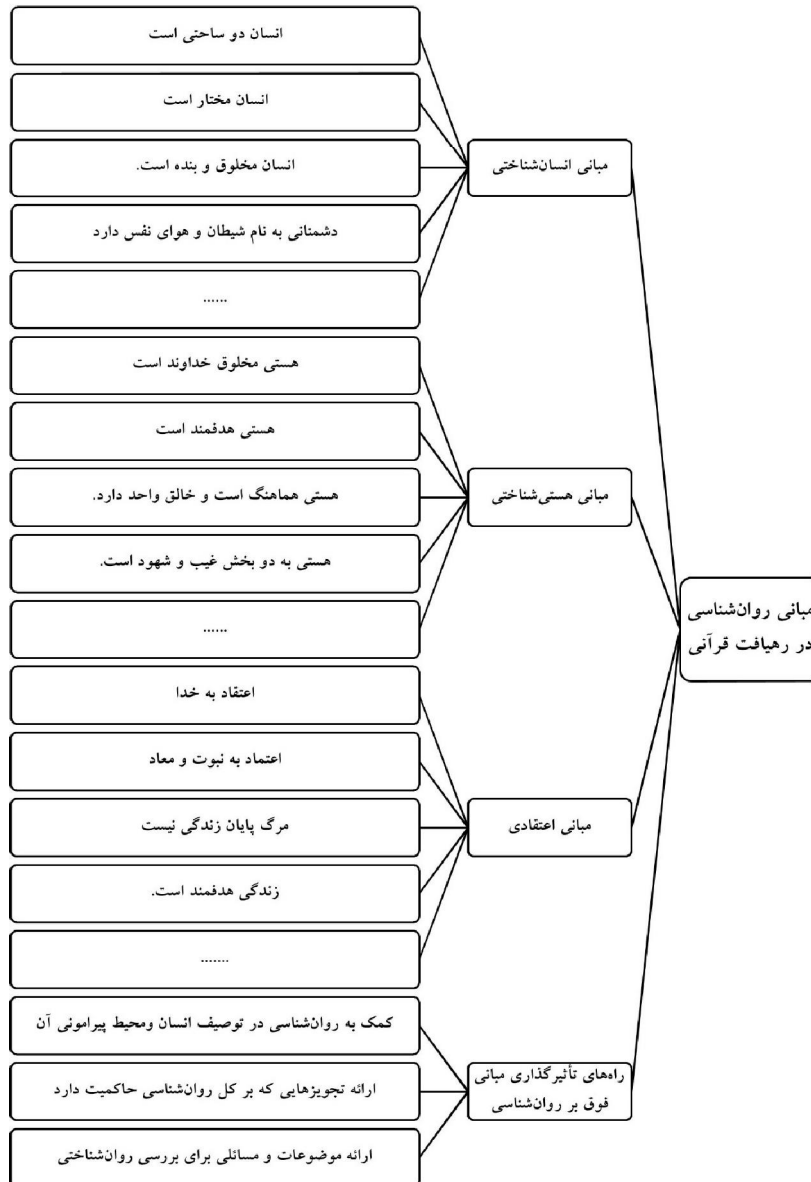 مبانی روان‌شناسی
در رهیافت قرآنی
مبانی انسان‌شناختی
انسان دو ساحتی است
انسان مختار است
انسان مخلوق و بنده است.
دشمنانی به نام شیطان و هوای نفس دارد
......
مبانی هستی‌شناختی
هستی مخلوق خداوند است
هستی هدفمند است
هستی هماهنگ است و خالق واحد دارد.
هستی به دو بخش غیب و شهود است.
......
مبانی اعتقادی
اعتقاد به خدا
اعتماد به نبوت و معاد
مرگ پایان زندگی نیست
زندگی هدفمند است.
.......
راه‌های تأثیرگذاری مبانی
فوق بر روان‌شناسی
کمک به روان‌شناسی در توصیف انسان ومحیط پیرامونی آن
ارائه تجویزهایی که بر کل روان‌شناسی حاکمیت دارد
ارائه موضوعات و مسائلی برای بررسی روان‌شناختی